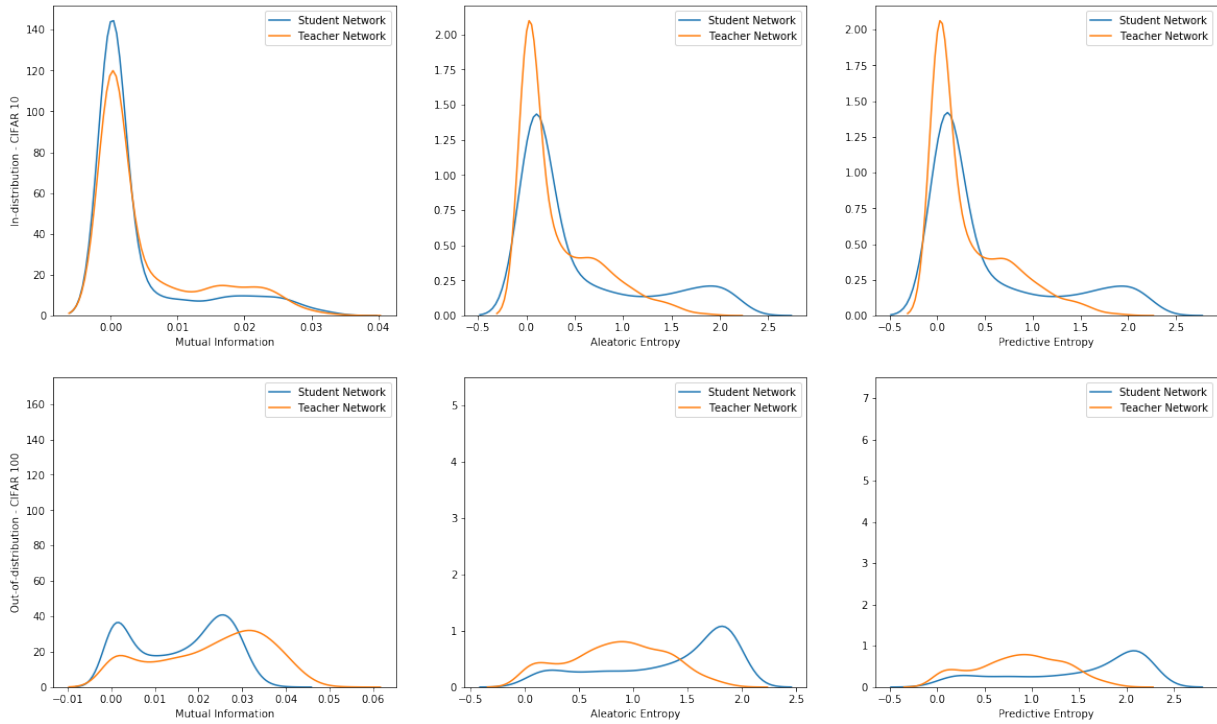 140
120
100
80
60
40
20
0
0.00 0.01 0.02 0.03 0.04
Mutual Information
In-distribution - CIFAR 10
Student Network
Teacher Network
2.00
1.75
1.50
1.25
1.00
0.75
0.50
0.25
0.00
−0.5 0.0 0.5 1.0 1.5 2.0 2.5
Aleatoric Entropy
Student Network
Teacher Network
2.00
1.75
1.50
1.25
1.00
0.75
0.50
0.25
0.00
−0.5 0.0 0.5 1.0 1.5 2.0 2.5
Predictive Entropy
Student Network
Teacher Network
160
140
120
100
80
60
40
20
0
−0.01 0.00 0.01 0.02 0.03 0.04 0.05 0.06
Mutual Information
Out-of-distribution - CIFAR 100
Student Network
Teacher Network
5
4
3
2
1
0
−0.5 0.0 0.5 1.0 1.5 2.0 2.5
Aleatoric Entropy
Student Network
Teacher Network
7
6
5
4
3
2
1
0
−0.5 0.0 0.5 1.0 1.5 2.0 2.5
Predictive Entropy
Student Network
Teacher Network